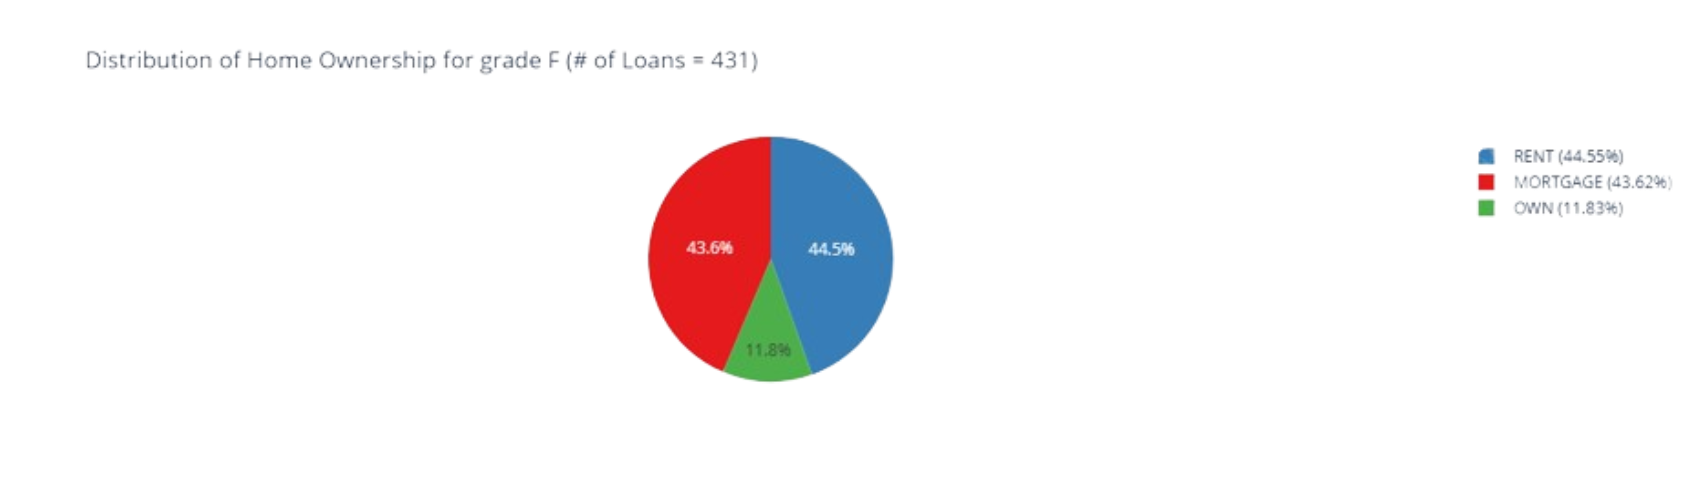 Distribution of Home Ownership for grade F (# of Loans = 431)
RENT (44.55%)
MORTGAGE (43.62%)
OWN (11.83%)
43.6%
44.5%
11.8%